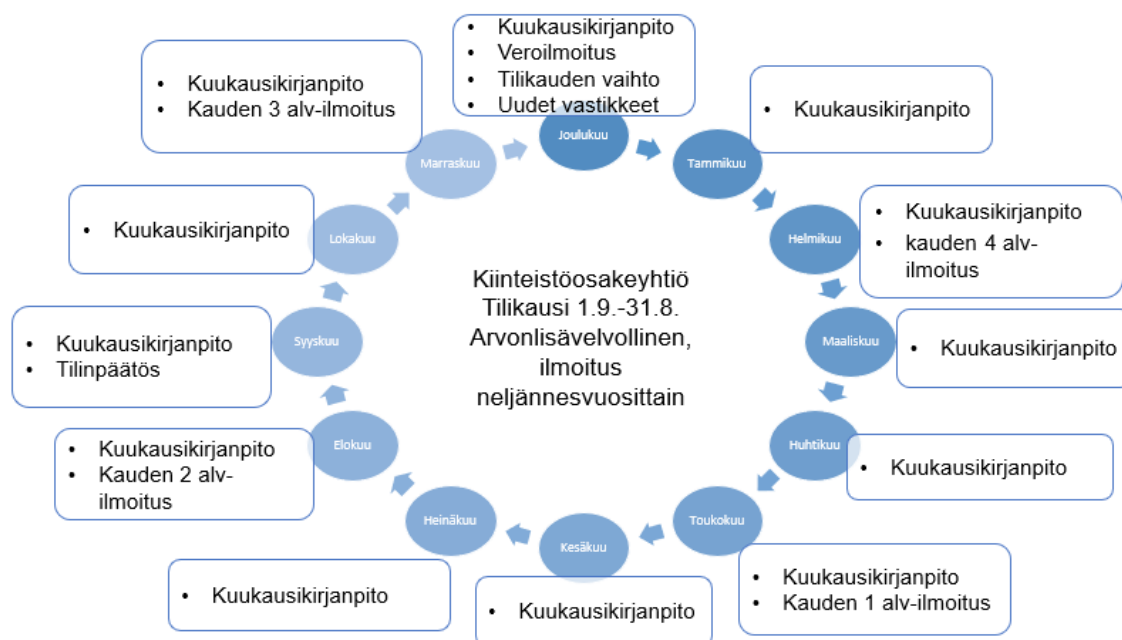 • Kuukausikirjanpito
• Veroilmoitus
• Tilikauden vaihto
• Uudet vastikkeet
Joulukuu
• Kuukausikirjanpito
Tammikuu
• Kuukausikirjanpito
• kauden 4 alv-
ilmoitus
Helmikuu
• Kuukausikirjanpito
Maaliskuu
• Kuukausikirjanpito
Huhtikuu
• Kuukausikirjanpito
• Kauden 1 alv-ilmoitus
Toukokuu
• Kuukausikirjanpito
Kesäkuu
• Kuukausikirjanpito
Heinäkuu
• Kuukausikirjanpito
• Kauden 2 alv-
ilmoitus
Elokuu
• Kuukausikirjanpito
• Tilinpäätös
Syyskuu
• Kuukausikirjanpito
Lokakuu
• Kuukausikirjanpito
• Kauden 3 alv-ilmoitus
Marraskuu
Kiinteistöosakeyhtiö
Tilikausi 1.9.-31.8.
Arvonlisävelvollinen,
ilmoitus
neljännesvuosittain